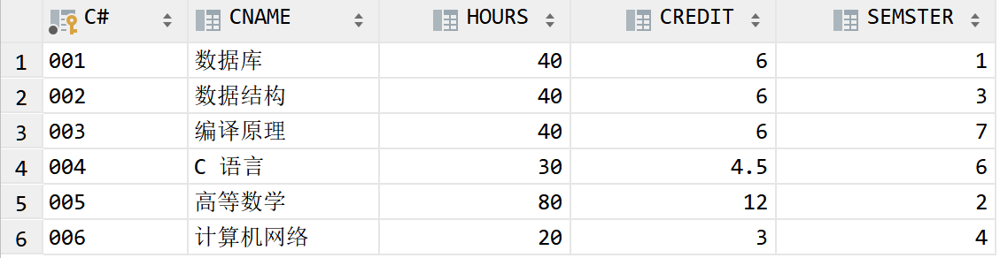 C# CNAME HOURS CREDIT SEMSTER
1 001 数据库 40 6 1
2 002 数据结构 40 6 3
3 003 编译原理 40 6 7
4 004 C 语言 30 4.5 6
5 005 高等数学 80 12 2
6 006 计算机网络 20 3 4